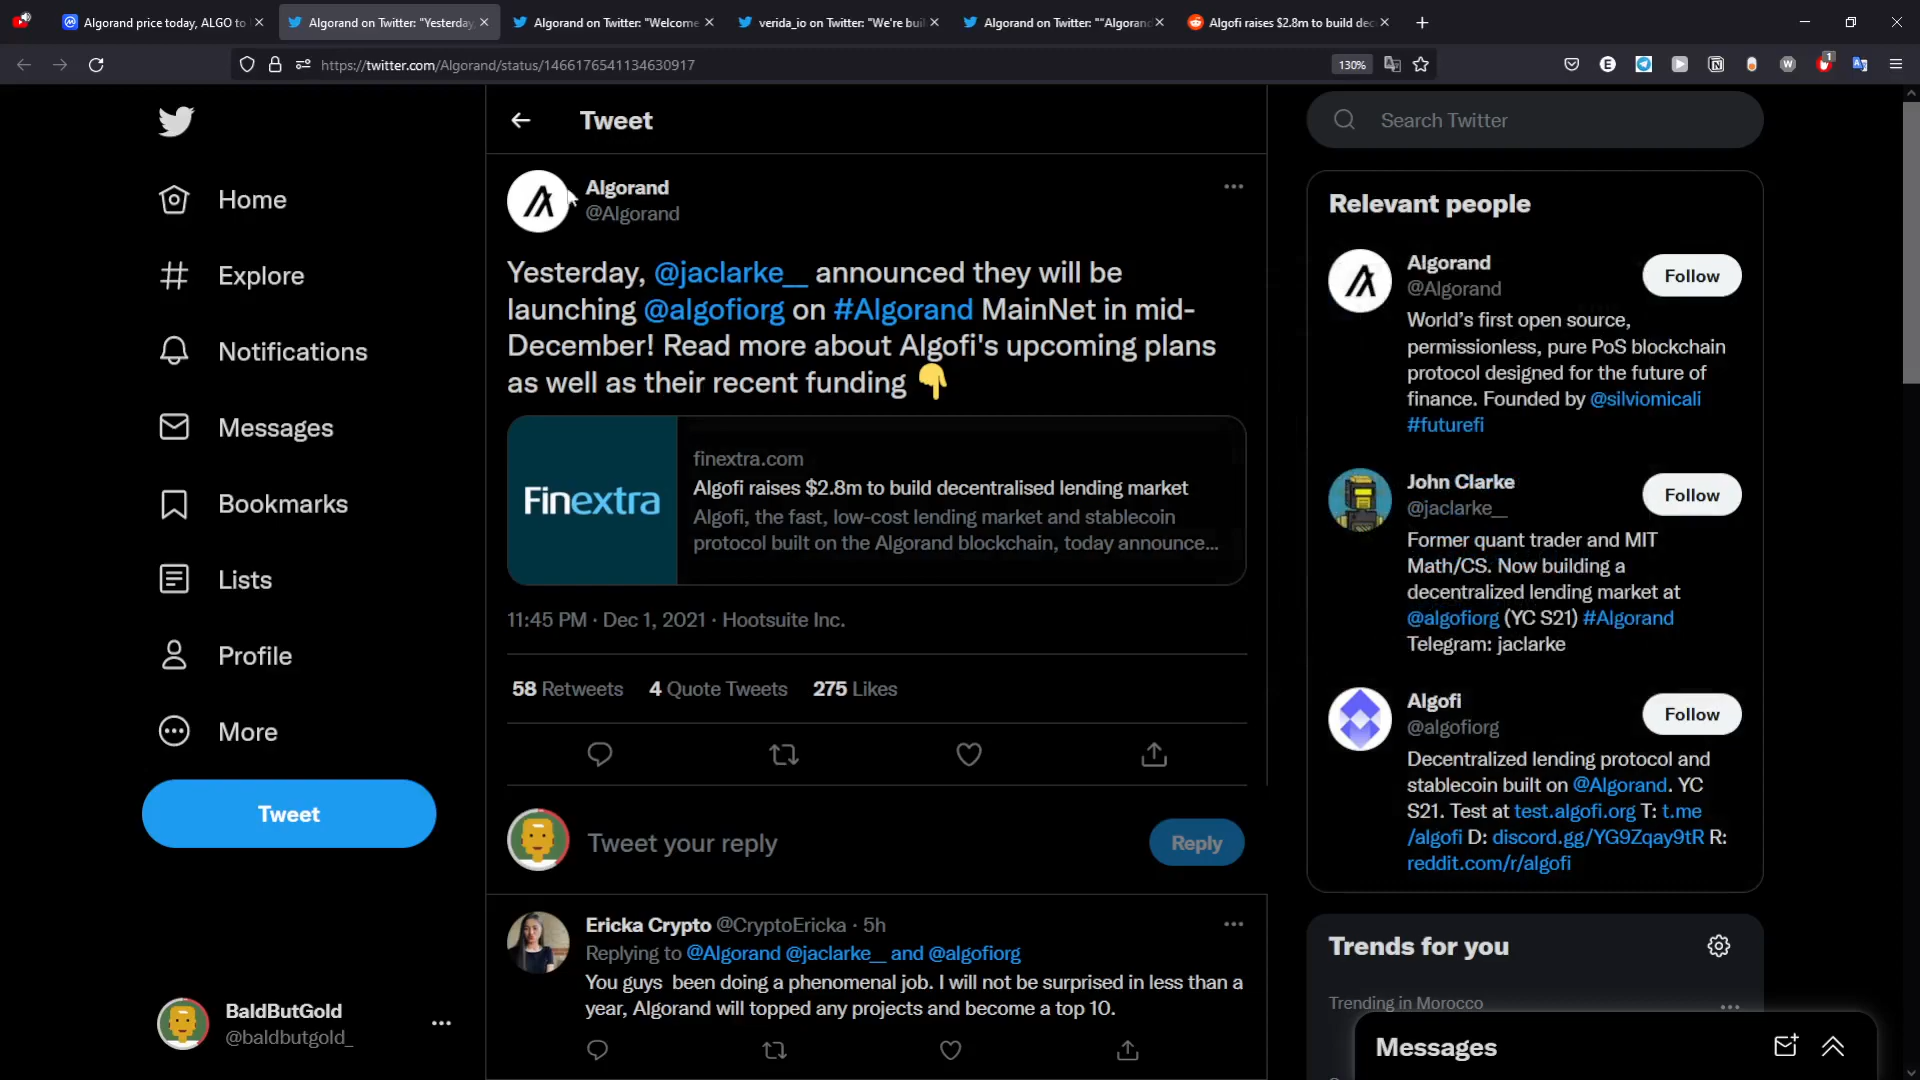 Algorand price today, ALGO to
Algorand on Twitter: "Yesterday,
Algorand on Twitter: "Welcome
verida_io on Twitter: "We're bui
Algorand on Twitter: ""Algoran
Algofi raises $2.8m to build dec
https://twitter.com/Algorand/status/1466176541134630917
130%
Home
Explore
Notifications
Messages
Bookmarks
Lists
Profile
More
Tweet
BaldButGold
@baldbutgold_
Tweet
Algorand
@Algorand
Yesterday, @jaclarke__ announced they will be
launching @algofiorg on #Algorand MainNet in mid-
December! Read more about Algofi's upcoming plans
as well as their recent funding 👇
Finextra
finextra.com
Algofi raises $2.8m to build decentralised lending market
Algofi, the fast, low-cost lending market and stablecoin
protocol built on the Algorand blockchain, today announce...
11:45 PM · Dec 1, 2021 · Hootsuite Inc.
58 Retweets 4 Quote Tweets 275 Likes
Tweet your reply
Reply
Ericka Crypto @CryptoEricka · 5h
Replying to @Algorand @jaclarke__ and @algofiorg
You guys been doing a phenomenal job. I will not be surprised in less than a
year, Algorand will topped any projects and become a top 10.
Search Twitter
Relevant people
Algorand
@Algorand
Follow
World's first open source,
permissionless, pure PoS blockchain
protocol designed for the future of
finance. Founded by @silviomicali
#futurefi
John Clarke
@jaclarke__
Follow
Former quant trader and MIT
Math/CS. Now building a
decentralized lending market at
@algofiorg (YC S21) #Algorand
Telegram: jaclarke
Algofi
@algofiorg
Follow
Decentralized lending protocol and
stablecoin built on @Algorand. YC
S21. Test at test.algofi.org T: t.me
/algofi D: discord.gg/YG9Zqay9tR R:
reddit.com/r/algofi
Trends for you
Trending in Morocco
Messages